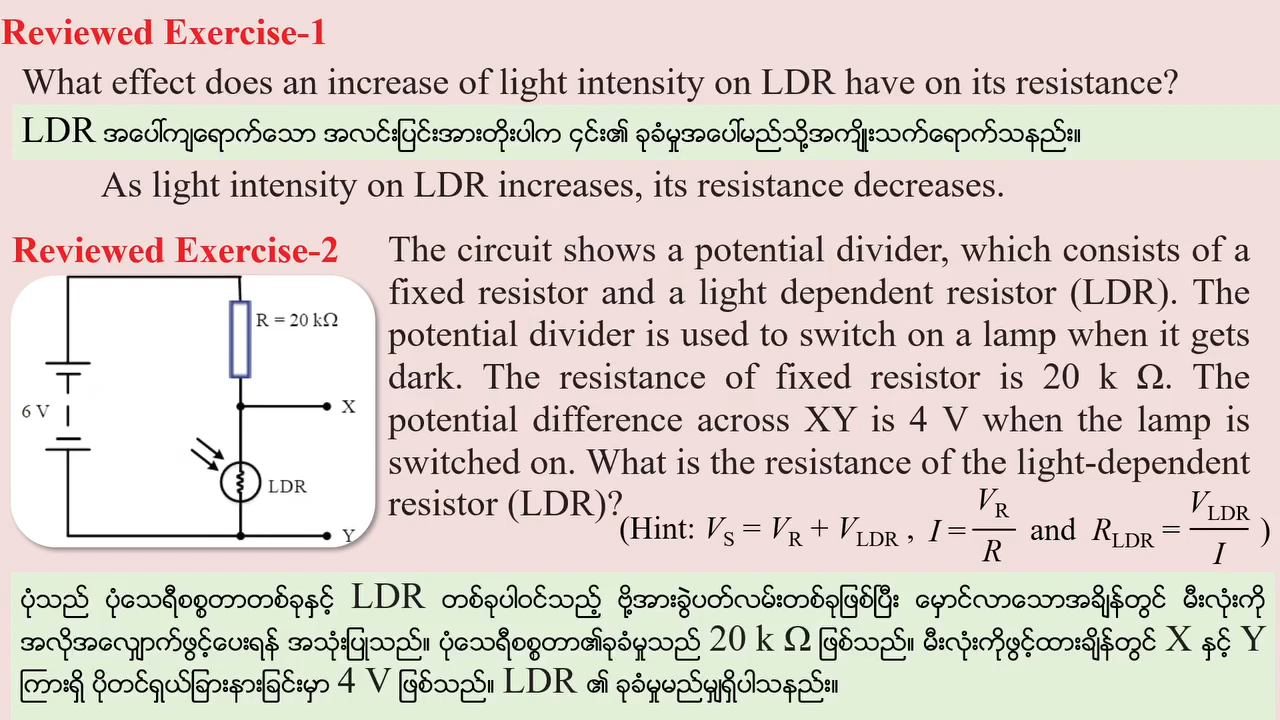 Reviewed Exercise-1
What effect does an increase of light intensity on LDR have on its resistance?
LDR အပေါ်ကျရောက်သော အလင်းပြင်းအားတိုးပါက ၄င်း၏ ခုခံမှုအပေါ်မည်သို့အကျိုးသက်ရောက်သနည်း။
As light intensity on LDR increases, its resistance decreases.
Reviewed Exercise-2
The circuit shows a potential divider, which consists of a
fixed resistor and a light dependent resistor (LDR). The
potential divider is used to switch on a lamp when it gets
dark. The resistance of fixed resistor is 20 k Ω. The
potential difference across XY is 4 V when the lamp is
switched on. What is the resistance of the light-dependent
resistor (LDR)?
(Hint: V_S = V_R + V_LDR , I = V_R / R and R_LDR = V_LDR / I )
R = 20 kΩ
X
6 V
LDR
Y
ပုံသည် ပုံသေရီစစ္စတာတစ်ခုနှင့် LDR တစ်ခုပါဝင်သည့် ဗို့အားခွဲပတ်လမ်းတစ်ခုဖြစ်ပြီး မှောင်လာသောအချိန်တွင် မီးလုံးကို
အလိုအလျောက်ဖွင့်ပေးရန် အသုံးပြုသည်။ ပုံသေရီစစ္စတာ၏ခုခံမှုသည် 20 k Ω ဖြစ်သည်။ မီးလုံးကိုဖွင့်ထားချိန်တွင် X နှင့် Y
ကြားရှိ ပိုတင်ရှယ်ခြားနားခြင်းမှာ 4 V ဖြစ်သည်။ LDR ၏ ခုခံမှုမည်မျှရှိပါသနည်း။